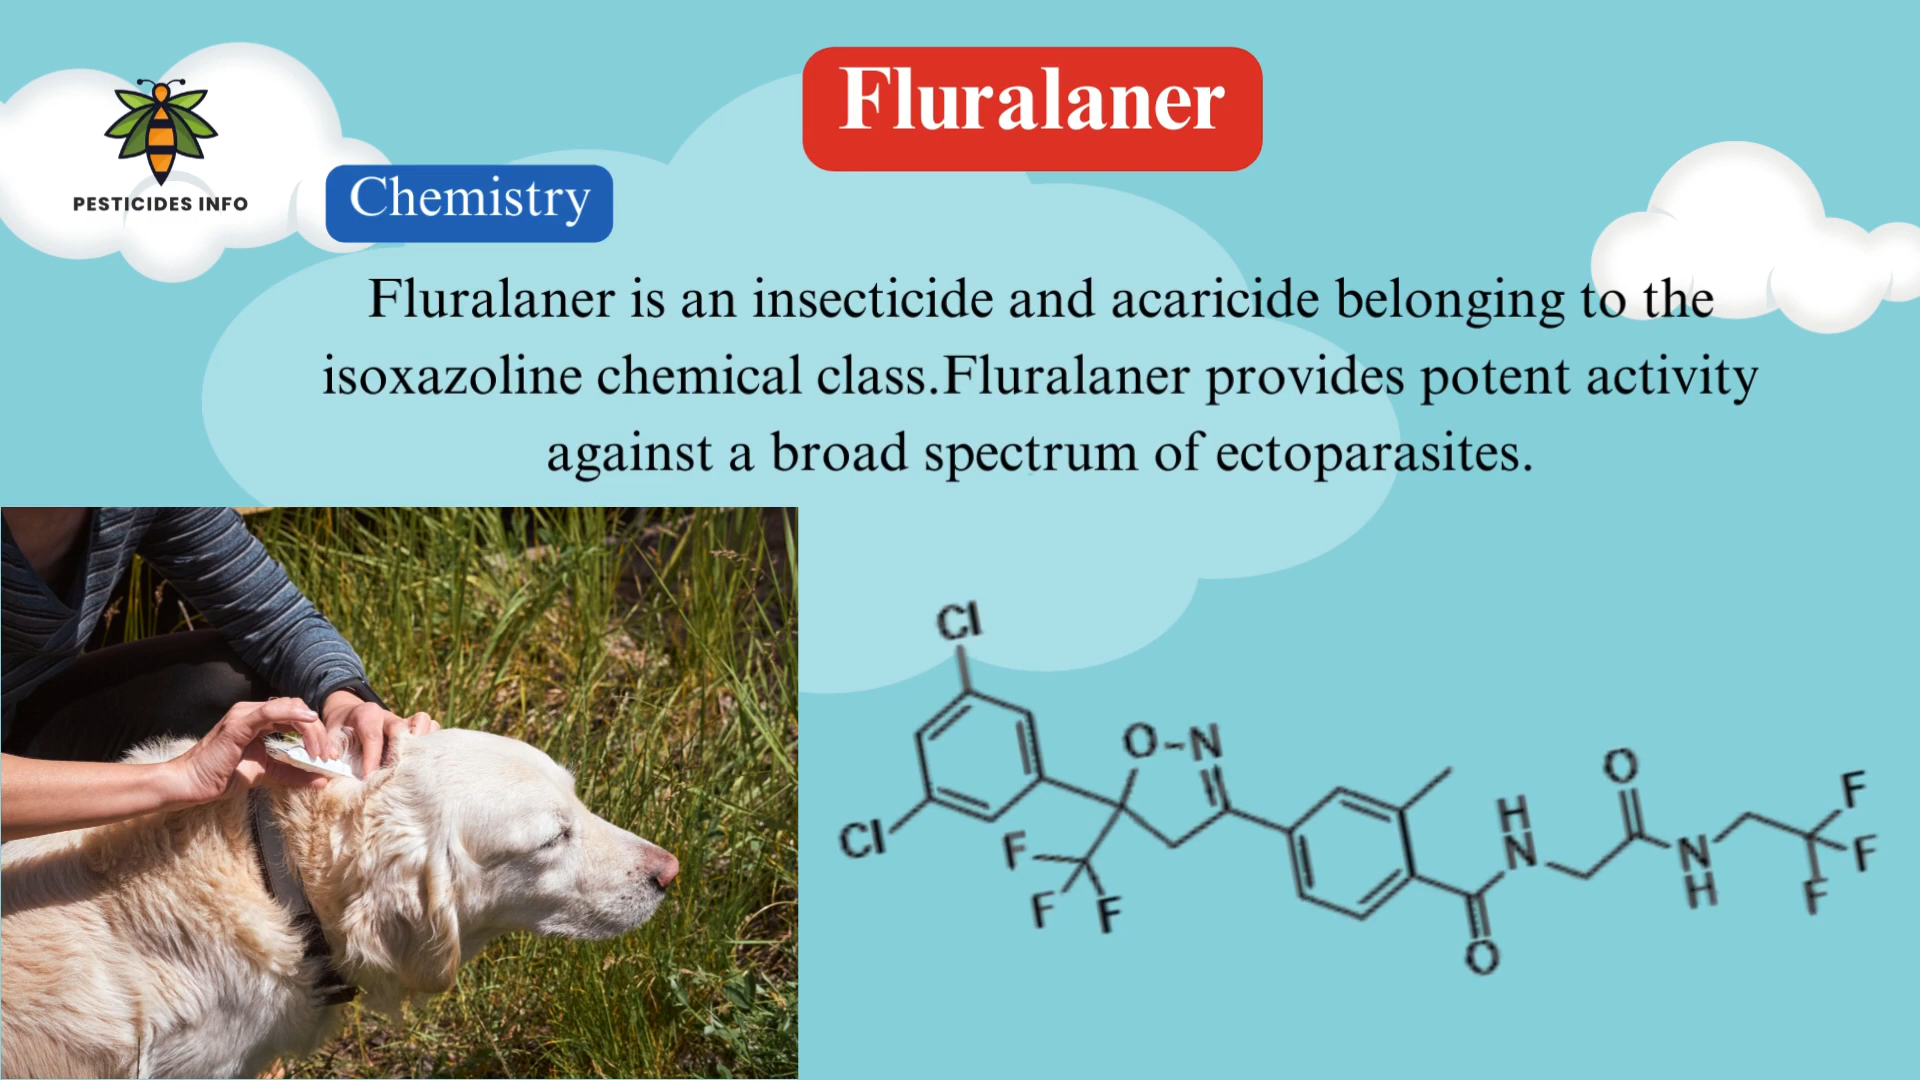 Fluralaner
PESTICIDES INFO
Chemistry
Fluralaner is an insecticide and acaricide belonging to the
isoxazoline chemical class.Fluralaner provides potent activity
against a broad spectrum of ectoparasites.
Cl
Cl
O-N
F
F
F
H
N
O
O
N
H
F
F
F